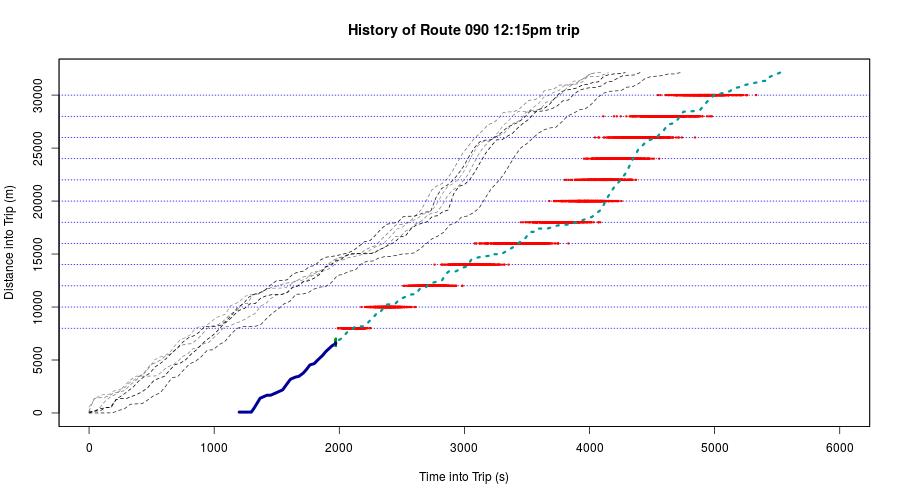 History of Route 090 12:15pm trip
Distance into Trip (m)
30000
25000
20000
15000
10000
5000
0
0 1000 2000 3000 4000 5000 6000
Time into Trip (s)